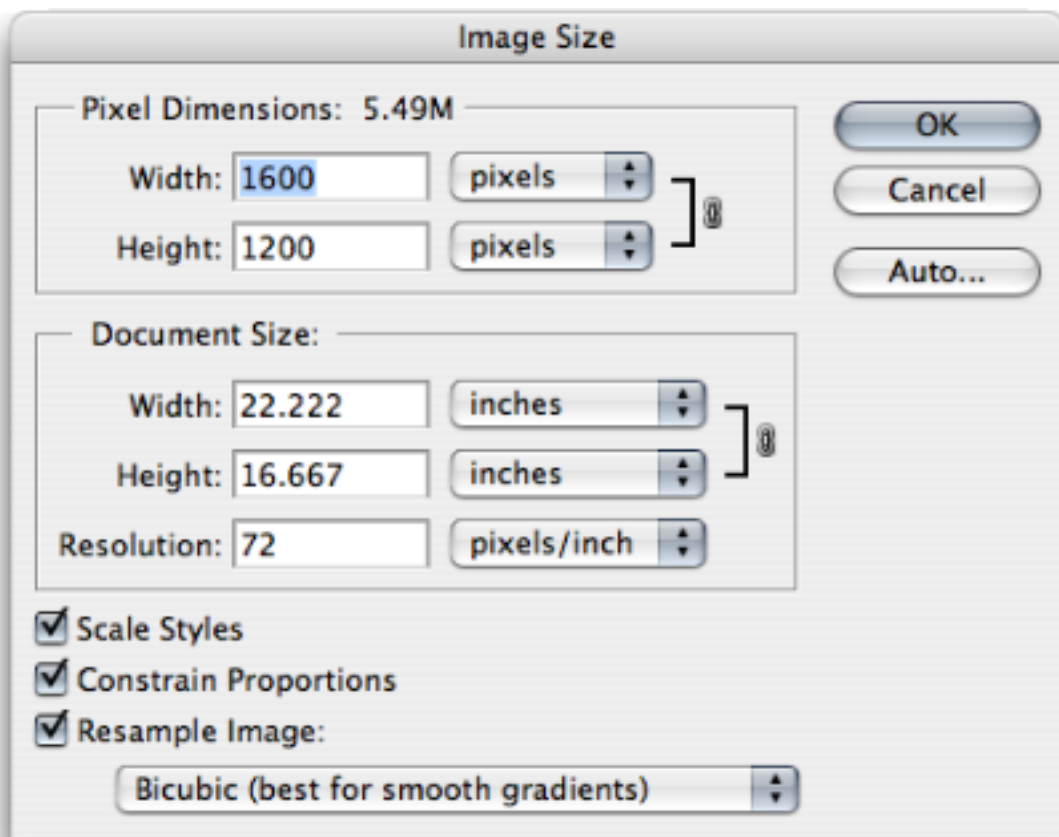 Image Size
Pixel Dimensions: 5.49M
OK
Width: 1600 pixels
Cancel
Height: 1200 pixels
Auto...
Document Size:
Width: 22.222 inches
Height: 16.667 inches
Resolution: 72 pixels/inch
Scale Styles
Constrain Proportions
Resample Image:
Bicubic (best for smooth gradients)